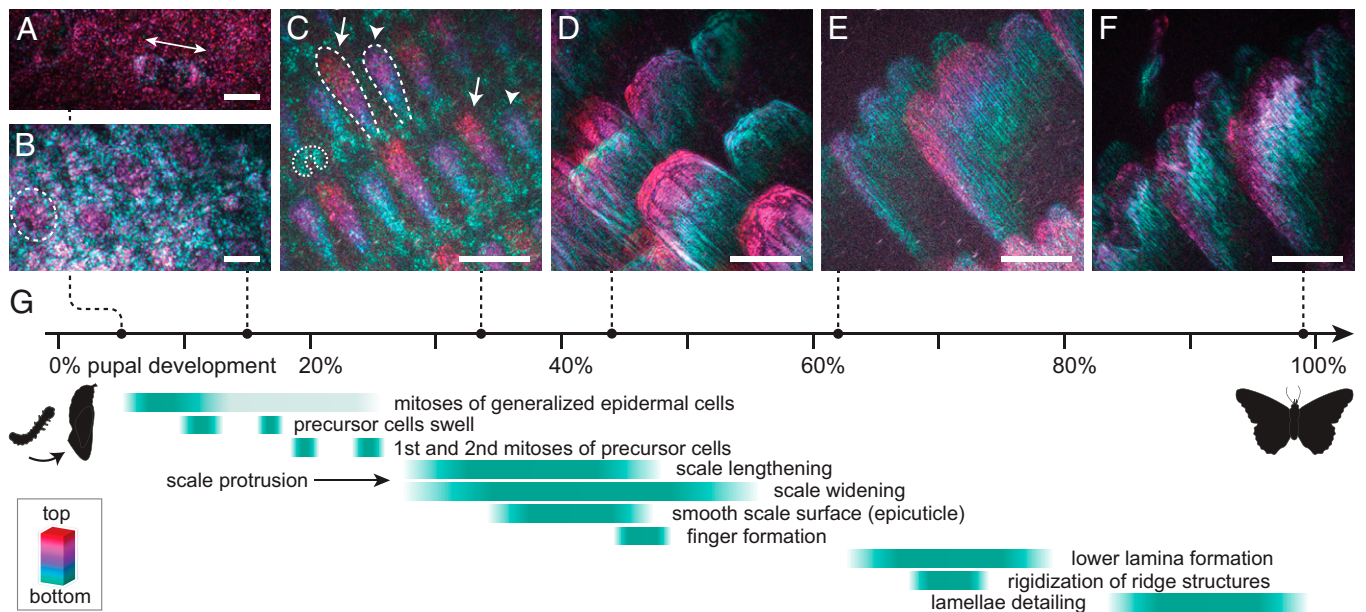 A
B
C
D
E
F
G
0% pupal development
20%
40%
60%
80%
100%
mitoses of generalized epidermal cells
precursor cells swell
1st and 2nd mitoses of precursor cells
scale protrusion
scale lengthening
scale widening
smooth scale surface (epicuticle)
finger formation
lower lamina formation
rigidization of ridge structures
lamellae detailing
top
bottom